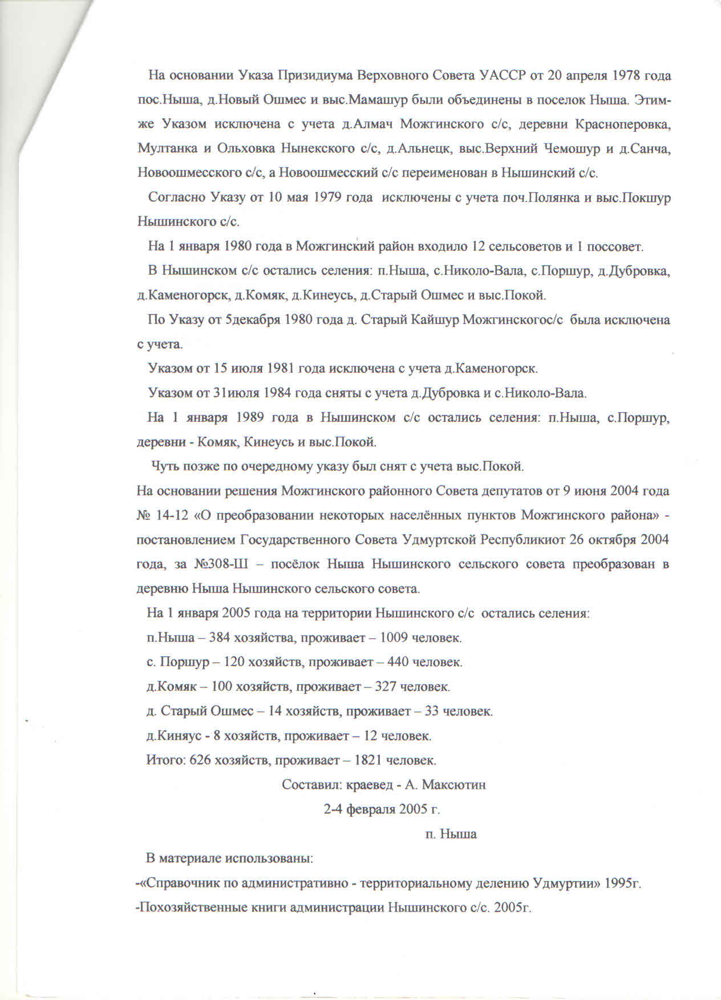 На основании Указа Призидиума Верховного Совета УАССР от 20 апреля 1978 года
пос.Ныша, д.Новый Ошмес и выс.Мамашур были объединены в поселок Ныша. Этим-
же Указом исключена с учета д.Алмач Можгинского с/с, деревни Красноперовка,
Мултанка и Ольховка Нынекского с/с, д.Альнецк, выс.Верхний Чемошур и д.Санча,
Новоошмесского с/с, а Новоошмесский с/с переименован в Нышинский с/с.
Согласно Указу от 10 мая 1979 года исключены с учета поч.Полянка и выс.Покшур
Нышинского с/с.
На 1 января 1980 года в Можгинский район входило 12 сельсоветов и 1 поссовет.
В Нышинском с/с остались селения: п.Ныша, с.Николо-Вала, с.Поршур, д.Дубровка,
д.Каменогорск, д.Комяк, д.Кинеусь, д.Старый Ошмес и выс.Покой.
По Указу от 5декабря 1980 года д. Старый Кайшур Можгинскогос/с была исключена
с учета.
Указом от 15 июля 1981 года исключена с учета д.Каменогорск.
Указом от 31июля 1984 года сняты с учета д.Дубровка и с.Николо-Вала.
На 1 января 1989 года в Нышинском с/с остались селения: п.Ныша, с.Поршур,
деревни - Комяк, Кинеусь и выс.Покой.
Чуть позже по очередному указу был снят с учета выс.Покой.
На основании решения Можгинского районного Совета депутатов от 9 июня 2004 года
№ 14-12 «О преобразовании некоторых населённых пунктов Можгинского района» -
постановлением Государственного Совета Удмуртской Республикиот 26 октября 2004
года, за №308-Ш – посёлок Ныша Нышинского сельского совета преобразован в
деревню Ныша Нышинского сельского совета.
На 1 января 2005 года на территории Нышинского с/с остались селения:
п.Ныша – 384 хозяйства, проживает – 1009 человек.
с. Поршур – 120 хозяйств, проживает – 440 человек.
д.Комяк – 100 хозяйств, проживает – 327 человек.
д. Старый Ошмес – 14 хозяйств, проживает – 33 человек.
д.Киняус - 8 хозяйств, проживает – 12 человек.
Итого: 626 хозяйств, проживает – 1821 человек.
Составил: краевед - А. Максютин
2-4 февраля 2005 г.
п. Ныша
В материале использованы:
-«Справочник по административно - территориальному делению Удмуртии» 1995г.
-Похозяйственные книги администрации Нышинского с/с. 2005г.